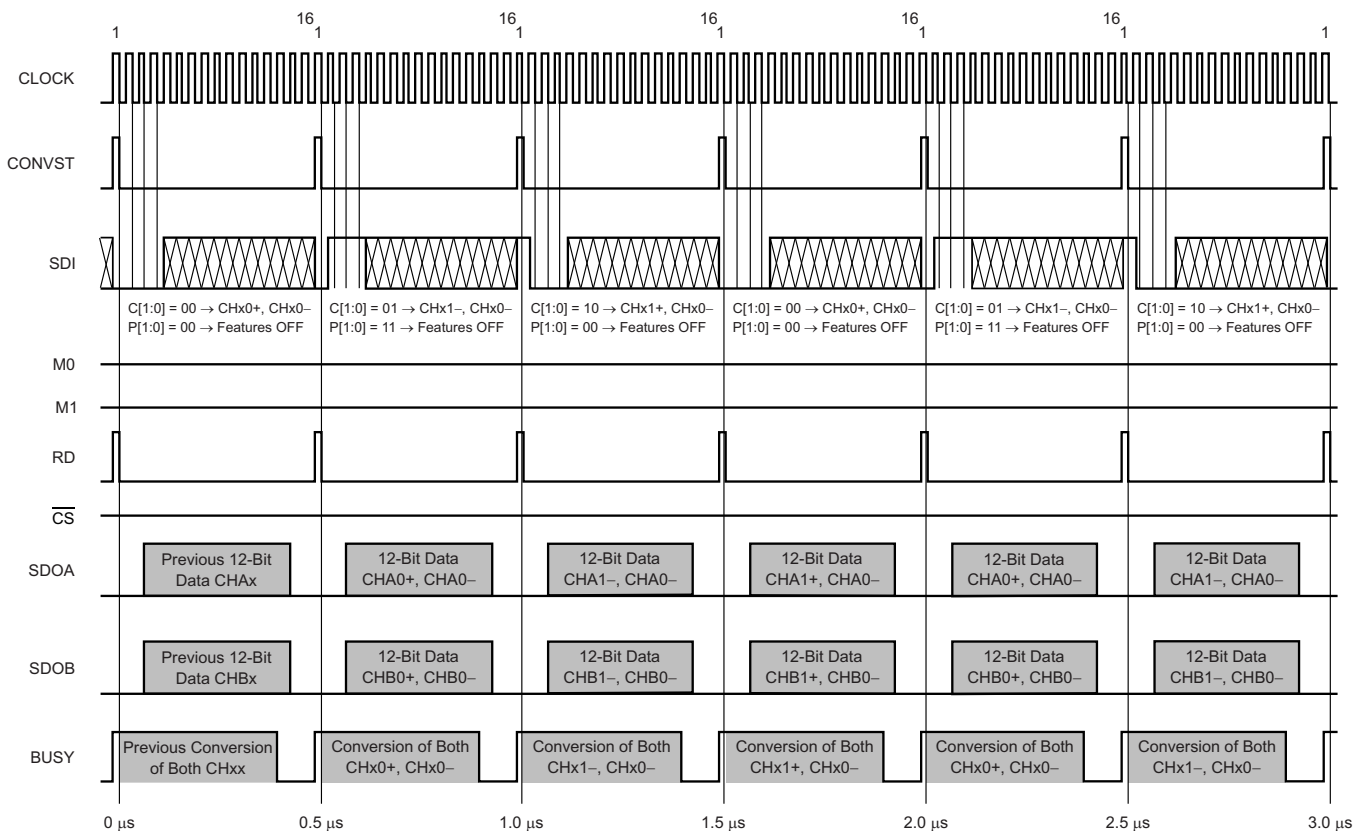 16 16 16 16 16
1 1 1 1 1 1 1
CLOCK
CONVST
SDI
C[1:0] = 00 → CHx0+, CHx0–
P[1:0] = 00 → Features OFF
C[1:0] = 01 → CHx1–, CHx0–
P[1:0] = 11 → Features OFF
C[1:0] = 10 → CHx1+, CHx0–
P[1:0] = 00 → Features OFF
C[1:0] = 00 → CHx0+, CHx0–
P[1:0] = 00 → Features OFF
C[1:0] = 01 → CHx1–, CHx0–
P[1:0] = 11 → Features OFF
C[1:0] = 10 → CHx1+, CHx0–
P[1:0] = 00 → Features OFF
M0
M1
RD
CS
SDOA
Previous 12-Bit
Data CHAx
12-Bit Data
CHA0+, CHA0–
12-Bit Data
CHA1–, CHA0–
12-Bit Data
CHA1+, CHA0–
12-Bit Data
CHA0+, CHA0–
12-Bit Data
CHA1–, CHA0–
SDOB
Previous 12-Bit
Data CHBx
12-Bit Data
CHB0+, CHB0–
12-Bit Data
CHB1–, CHB0–
12-Bit Data
CHB1+, CHB0–
12-Bit Data
CHB0+, CHB0–
12-Bit Data
CHB1–, CHB0–
BUSY
Previous Conversion
of Both CHxx
Conversion of Both
CHx0+, CHx0–
Conversion of Both
CHx1–, CHx0–
Conversion of Both
CHx1+, CHx0–
Conversion of Both
CHx0+, CHx0–
Conversion of Both
CHx1–, CHx0–
0 µs 0.5 µs 1.0 µs 1.5 µs 2.0 µs 2.5 µs 3.0 µs